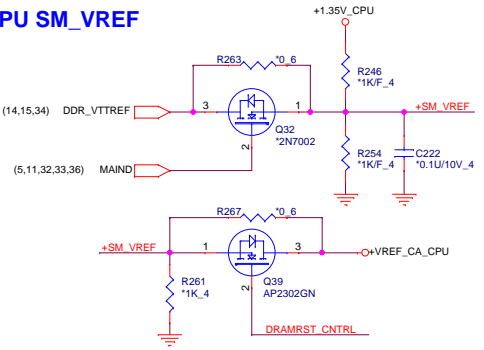 PU SM_VREF
+1.35V_CPU
R263 *0_6
R246
*1K/F_4
(14,15,34) DDR_VTTREF 3 1 +SM_VREF
Q32
*2N7002
2
R254
*1K/F_4
C222
*0.1U/10V_4
(5,11,32,33,36) MAIND
R267 *0_6
+SM_VREF 1 3 +VREF_CA_CPU
R261
*1K_4
2
Q39
AP2302GN
DRAMRST_CNTRL